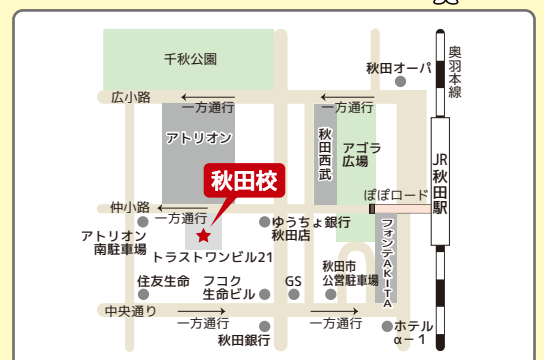 千秋公園
秋田オーパ
奥羽本線
広小路
一方通行
一方通行
アトリオン
秋田西武
アゴラ
広場
JR秋田駅
秋田校
ぽぽロード
仲小路
一方通行
アトリオン
南駐車場
ゆうちょ銀行
秋田店
トラストワンビル21
フォンテAKITA
住友生命
フコク
生命ビル
GS
秋田市
公営駐車場
中央通り
一方通行
一方通行
秋田銀行
ホテル
α−1